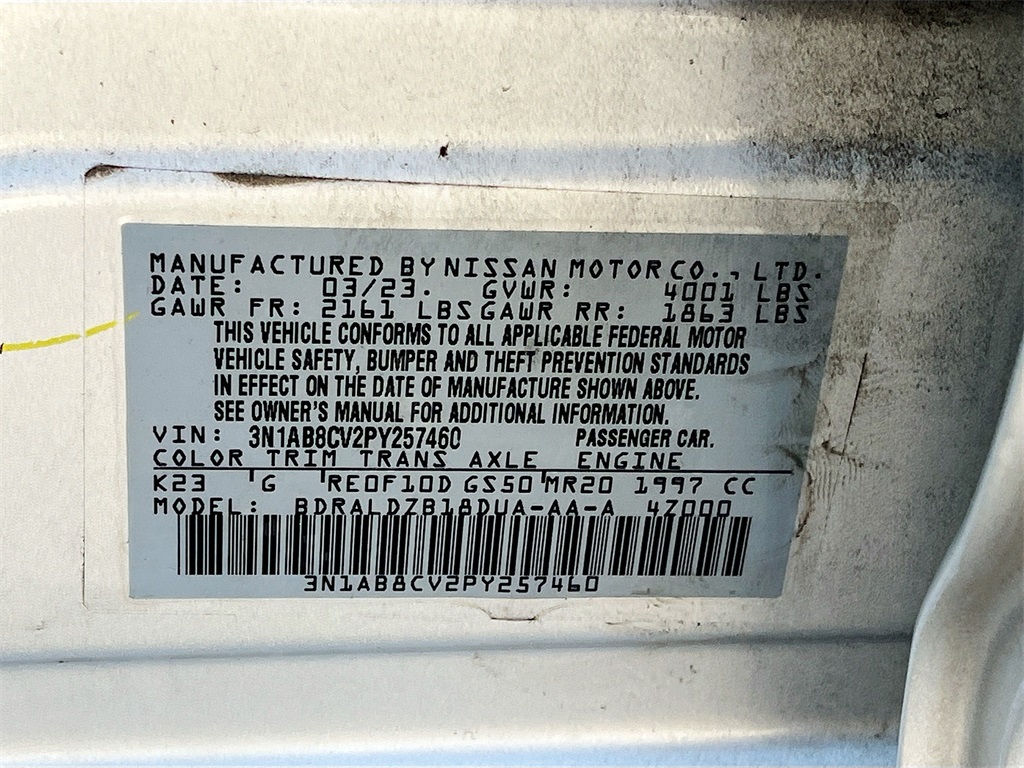 MANUFACTURED BY NISSAN MOTOR CO., LTD.
DATE: 03/23. GVWR: 4001 LBS
GAWR FR: 2161 LBS GAWR RR: 1863 LBS
THIS VEHICLE CONFORMS TO ALL APPLICABLE FEDERAL MOTOR
VEHICLE SAFETY, BUMPER AND THEFT PREVENTION STANDARDS
IN EFFECT ON THE DATE OF MANUFACTURE SHOWN ABOVE.
SEE OWNER'S MANUAL FOR ADDITIONAL INFORMATION.
VIN: 3N1AB8CV2PY257460 PASSENGER CAR.
COLOR TRIM TRANS AXLE ENGINE
K23 G RE0F10D GS50 MR20 1997 CC
MODEL: BDRALDZB18DUA-AA-A 4Z000
3N1AB8CV2PY257460